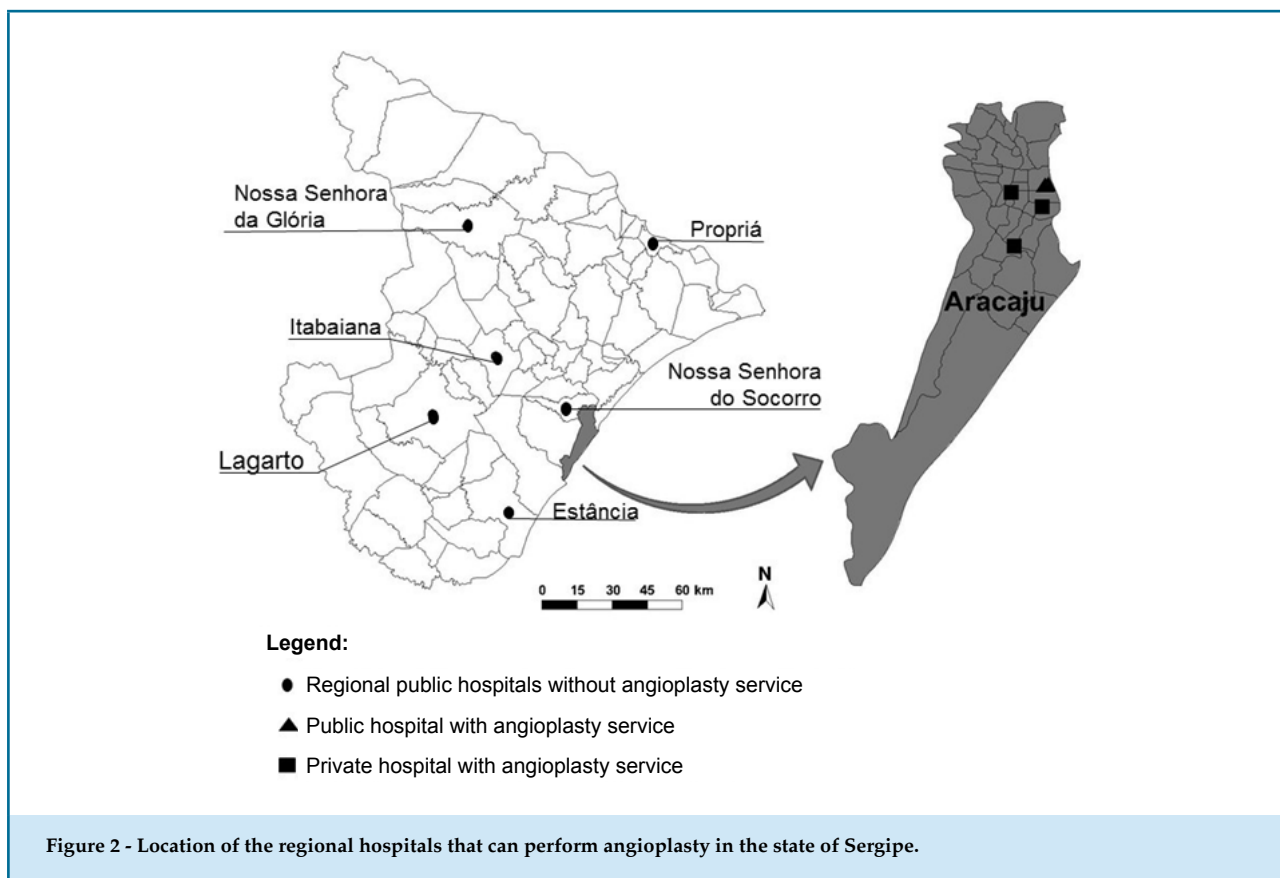 Nossa Senhora
da Glória
Propriá
Itabaiana
Nossa Senhora
do Socorro
Lagarto
Estância
Aracaju
0 15 30 45 60 km
N
Legend:
Regional public hospitals without angioplasty service
Public hospital with angioplasty service
Private hospital with angioplasty service
Figure 2 - Location of the regional hospitals that can perform angioplasty in the state of Sergipe.